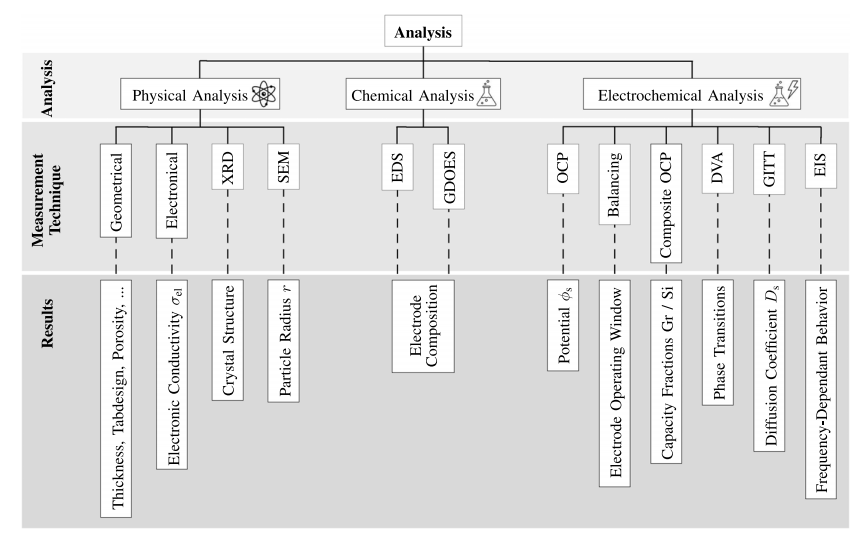 Analysis
Analysis
Physical Analysis
Chemical Analysis
Electrochemical Analysis
Measurement
Technique
Geometrical
Electronical
XRD
SEM
EDS
GDOES
OCP
Balancing
Composite OCP
DVA
GITT
EIS
Results
Thickness, Tabdesign, Porosity, ...
Electronic Conductivity σel
Crystal Structure
Particle Radius r
Electrode
Composition
Potential ϕs
Electrode Operating Window
Capacity Fractions Gr / Si
Phase Transitions
Diffusion Coefficient Ds
Frequency-Dependant Behavior